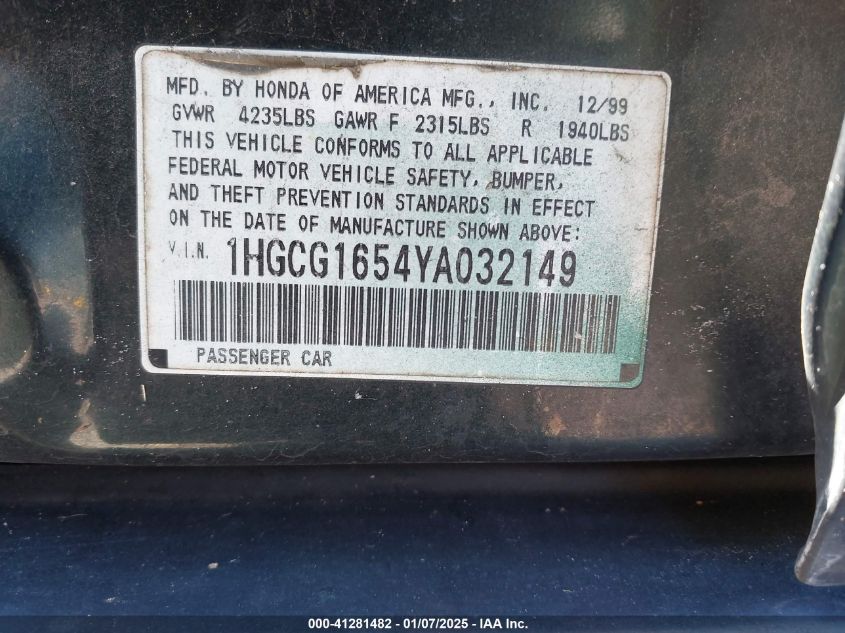 MFD. BY HONDA OF AMERICA MFG., INC. 12/99
GVWR 4235LBS GAWR F 2315LBS R 1940LBS
THIS VEHICLE CONFORMS TO ALL APPLICABLE
FEDERAL MOTOR VEHICLE SAFETY, BUMPER,
AND THEFT PREVENTION STANDARDS IN EFFECT
ON THE DATE OF MANUFACTURE SHOWN ABOVE:
V.I.N. 1HGCG1654YA032149
PASSENGER CAR
000-41281482 - 01/07/2025 - IAA Inc.